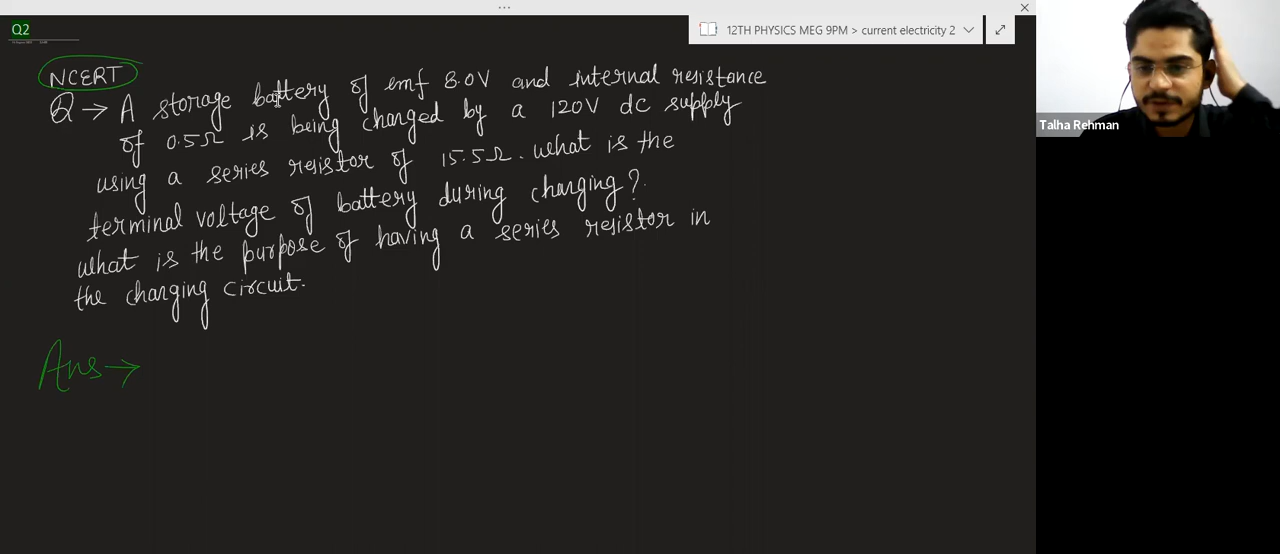 Q2
12TH PHYSICS MEG 9PM > current electricity 2
Talha Rehman
NCERT
Q → A storage battery of emf 8.0V and internal resistance
of 0.5Ω is being charged by a 120V dc supply
using a series resistor of 15.5Ω. what is the
terminal voltage of battery during charging?
what is the purpose of having a series resistor in
the charging circuit.
Ans →